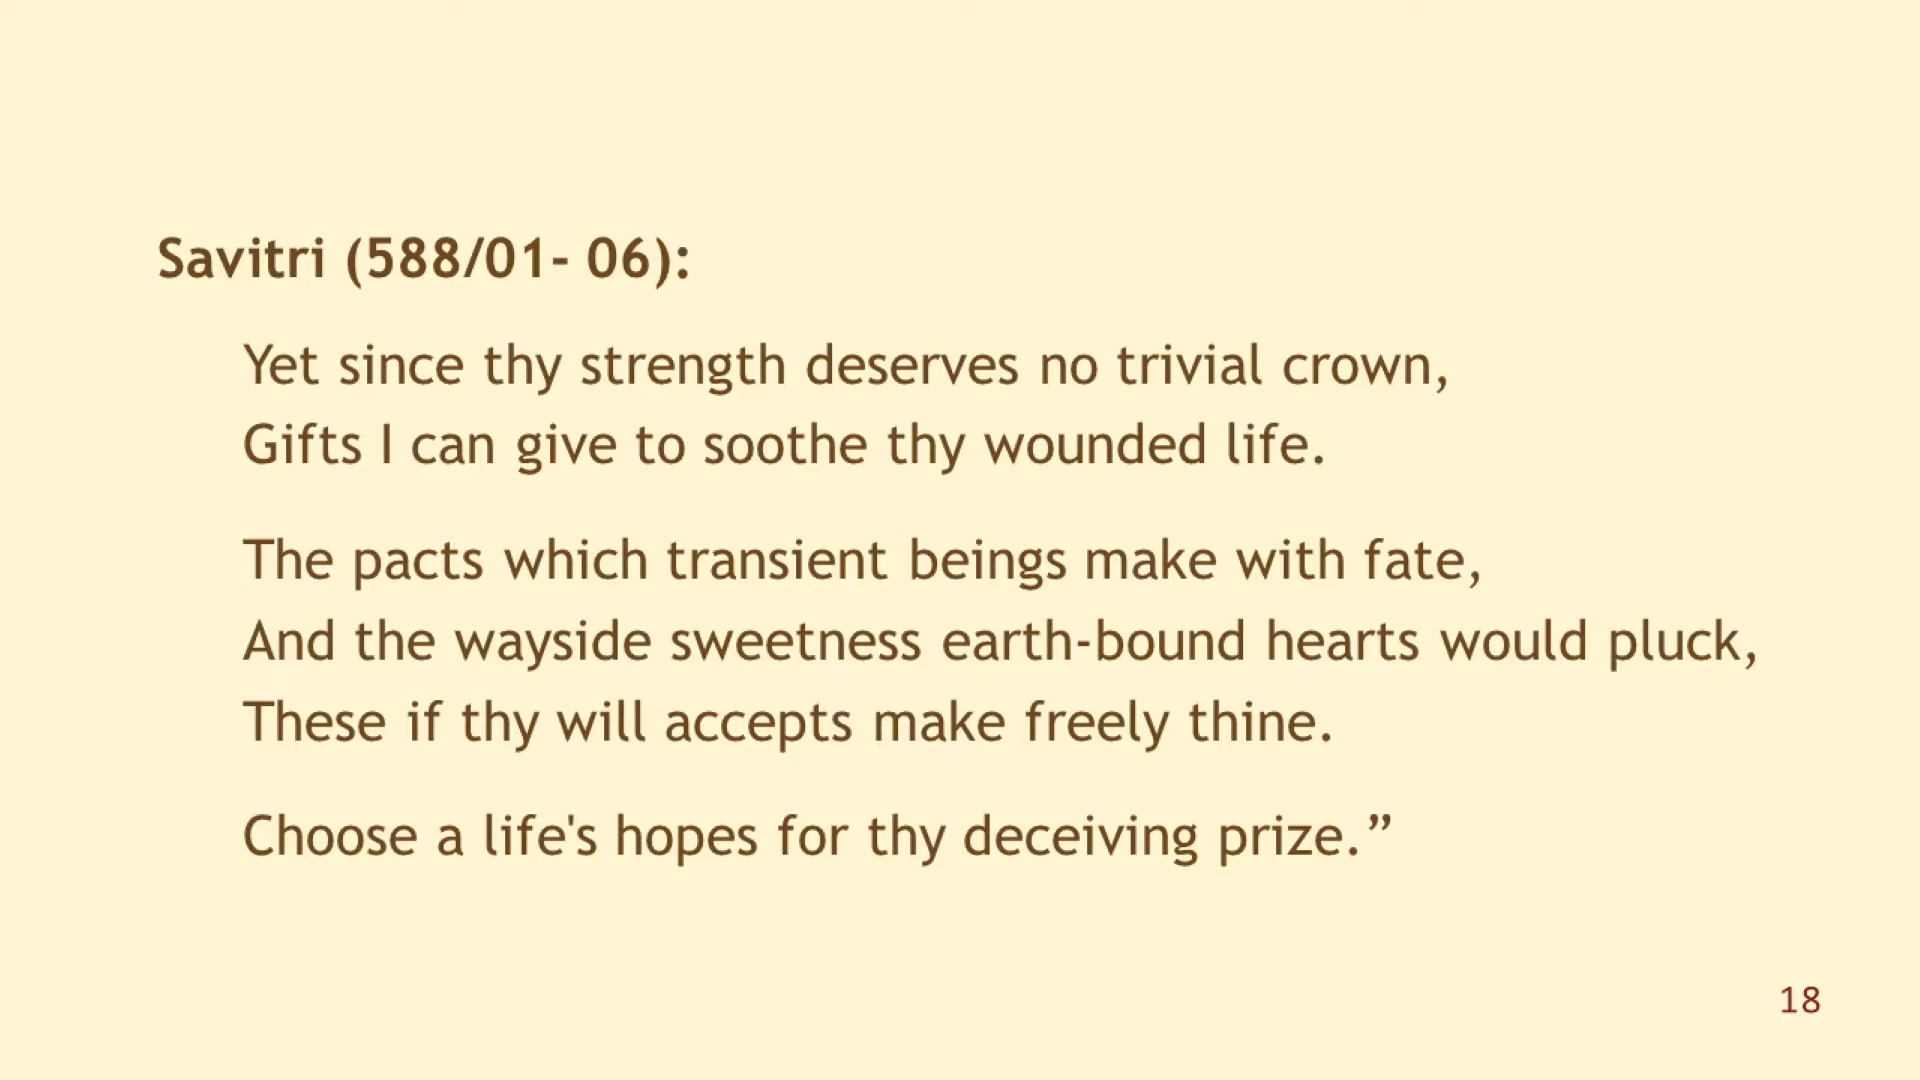 Savitri (588/01- 06):
Yet since thy strength deserves no trivial crown,
Gifts I can give to soothe thy wounded life.
The pacts which transient beings make with fate,
And the wayside sweetness earth-bound hearts would pluck,
These if thy will accepts make freely thine.
Choose a life's hopes for thy deceiving prize.”
18